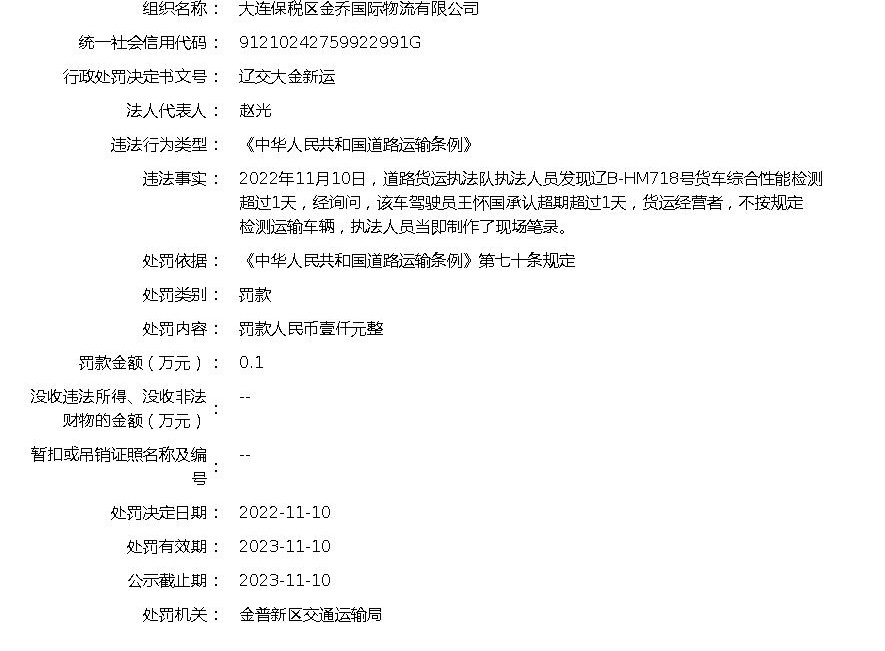 组织名称： 大连保税区金乔国际物流有限公司
统一社会信用代码： 91210242759922991G
行政处罚决定书文号： 辽交大金新运
法人代表人： 赵光
违法行为类型： 《中华人民共和国道路运输条例》
违法事实： 2022年11月10日，道路货运执法队执法人员发现辽B-HM718号货车综合性能检测
超过1天，经询问，该车驾驶员王怀国承认超期超过1天，货运经营者，不按规定
检测运输车辆，执法人员当即制作了现场笔录。
处罚依据： 《中华人民共和国道路运输条例》第七十条规定
处罚类别： 罚款
处罚内容： 罚款人民币壹仟元整
罚款金额（万元）： 0.1
没收违法所得、没收非法
财物的金额（万元）： --
暂扣或吊销证照名称及编
号： --
处罚决定日期： 2022-11-10
处罚有效期： 2023-11-10
公示截止期： 2023-11-10
处罚机关： 金普新区交通运输局